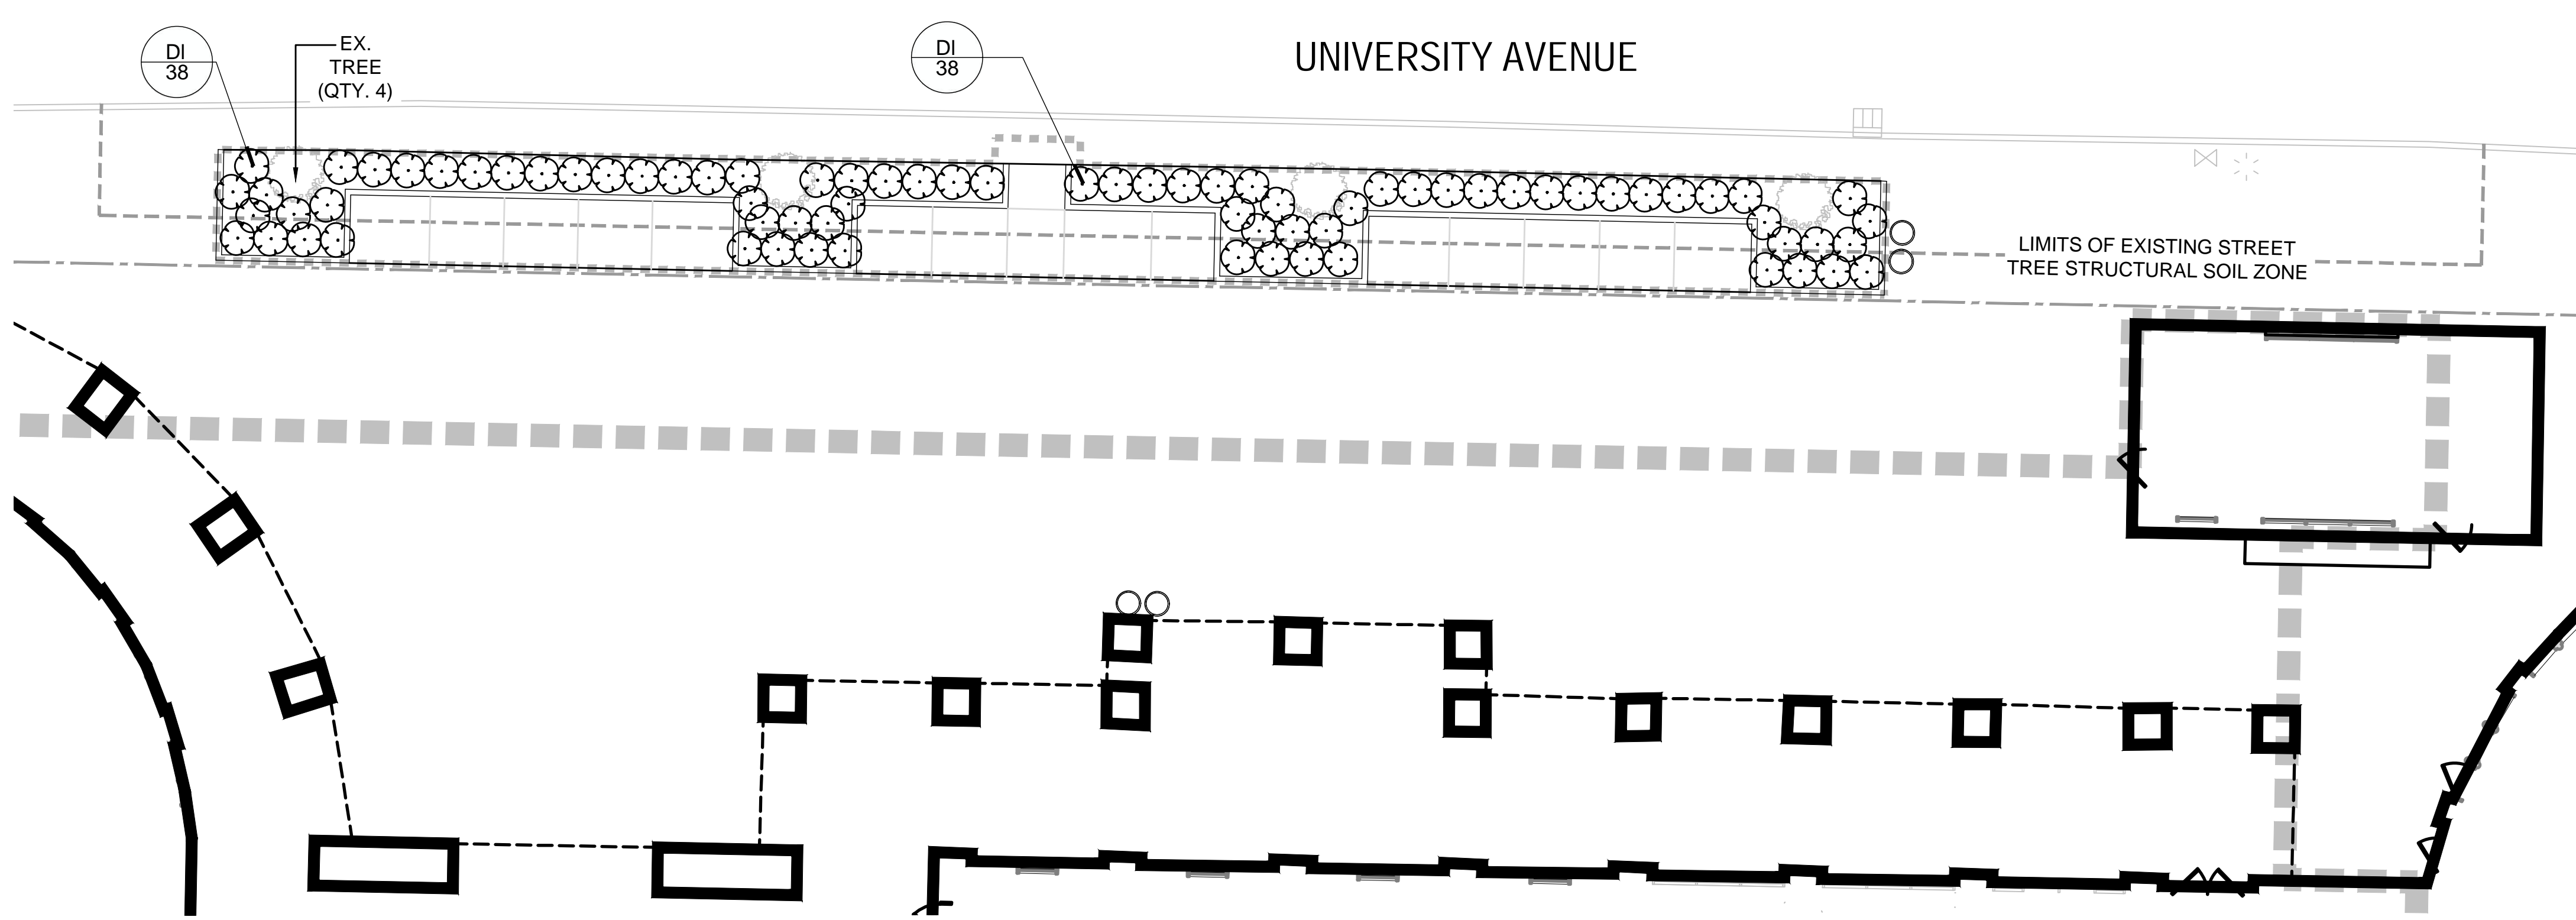 DI
38
EX.
TREE
(QTY. 4)
DI
38
UNIVERSITY AVENUE
LIMITS OF EXISTING STREET
TREE STRUCTURAL SOIL ZONE